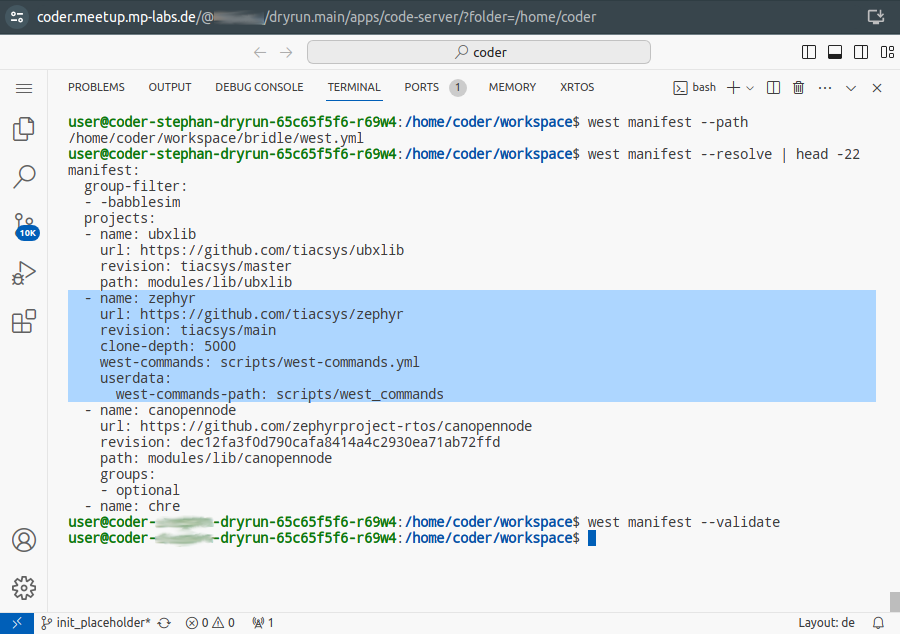 coder.meetup.mp-labs.de/@ /dryrun.main/apps/code-server/?folder=/home/coder
coder
PROBLEMS OUTPUT DEBUG CONSOLE TERMINAL PORTS 1 MEMORY XRTOS bash
user@coder-stephan-dryrun-65c65f5f6-r69w4:/home/coder/workspace$ west manifest --path
/home/coder/workspace/bridle/west.yml
user@coder-stephan-dryrun-65c65f5f6-r69w4:/home/coder/workspace$ west manifest --resolve | head -22
manifest:
  group-filter:
  - -babblesim
  projects:
  - name: ubxlib
    url: https://github.com/tiacsys/ubxlib
    revision: tiacsys/master
    path: modules/lib/ubxlib
  - name: zephyr
    url: https://github.com/tiacsys/zephyr
    revision: tiacsys/main
    clone-depth: 5000
    west-commands: scripts/west-commands.yml
    userdata:
      west-commands-path: scripts/west_commands
  - name: canopennode
    url: https://github.com/zephyrproject-rtos/canopennode
    revision: dec12fa3f0d790cafa8414a4c2930ea71ab72ffd
    path: modules/lib/canopennode
    groups:
    - optional
  - name: chre
user@coder- -dryrun-65c65f5f6-r69w4:/home/coder/workspace$ west manifest --validate
user@coder- -dryrun-65c65f5f6-r69w4:/home/coder/workspace$
10K
init_placeholder* 0 0 1 Layout: de